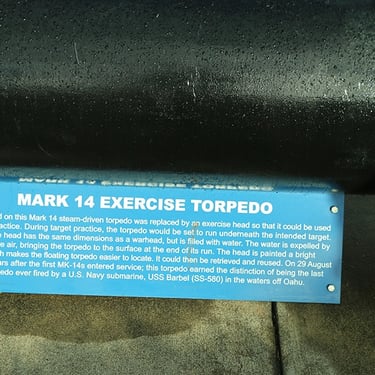 MARK 14 EXERCISE TORPEDO
d on this Mark 14 steam-driven torpedo was replaced by an exercise head so that it could be used
actice. During target practice, the torpedo would be set to run underneath the intended target.
e head has the same dimensions as a warhead, but is filled with water. The water is expelled by
e air, bringing the torpedo to the surface at the end of its run. The head is painted a bright
h makes the floating torpedo easier to locate. It could then be retrieved and reused. On 29 August
ars after the first MK-14s entered service; this torpedo earned the distinction of being the last
edo ever fired by a U.S. Navy submarine, USS Barbel (SS-580) in the waters off Oahu.